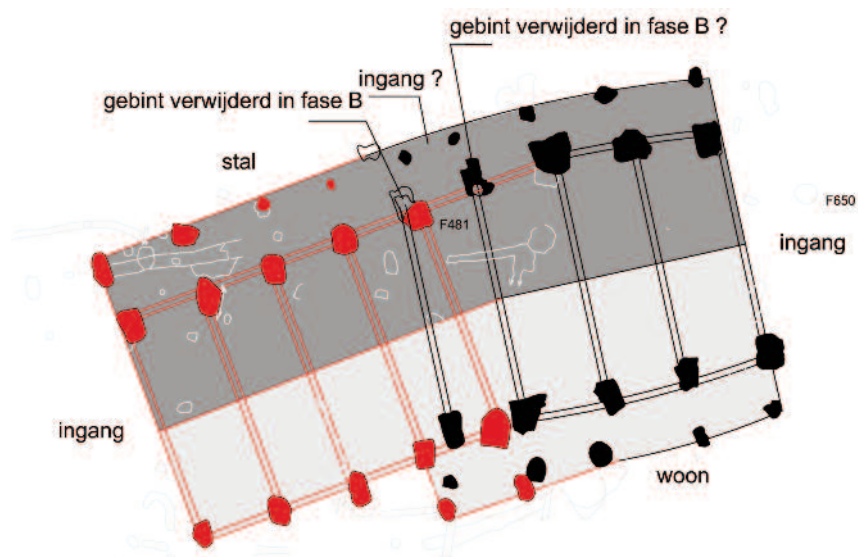 gebint verwijderd in fase B ?
ingang ?
gebint verwijderd in fase B
stal
F650
F481
ingang
ingang
woon